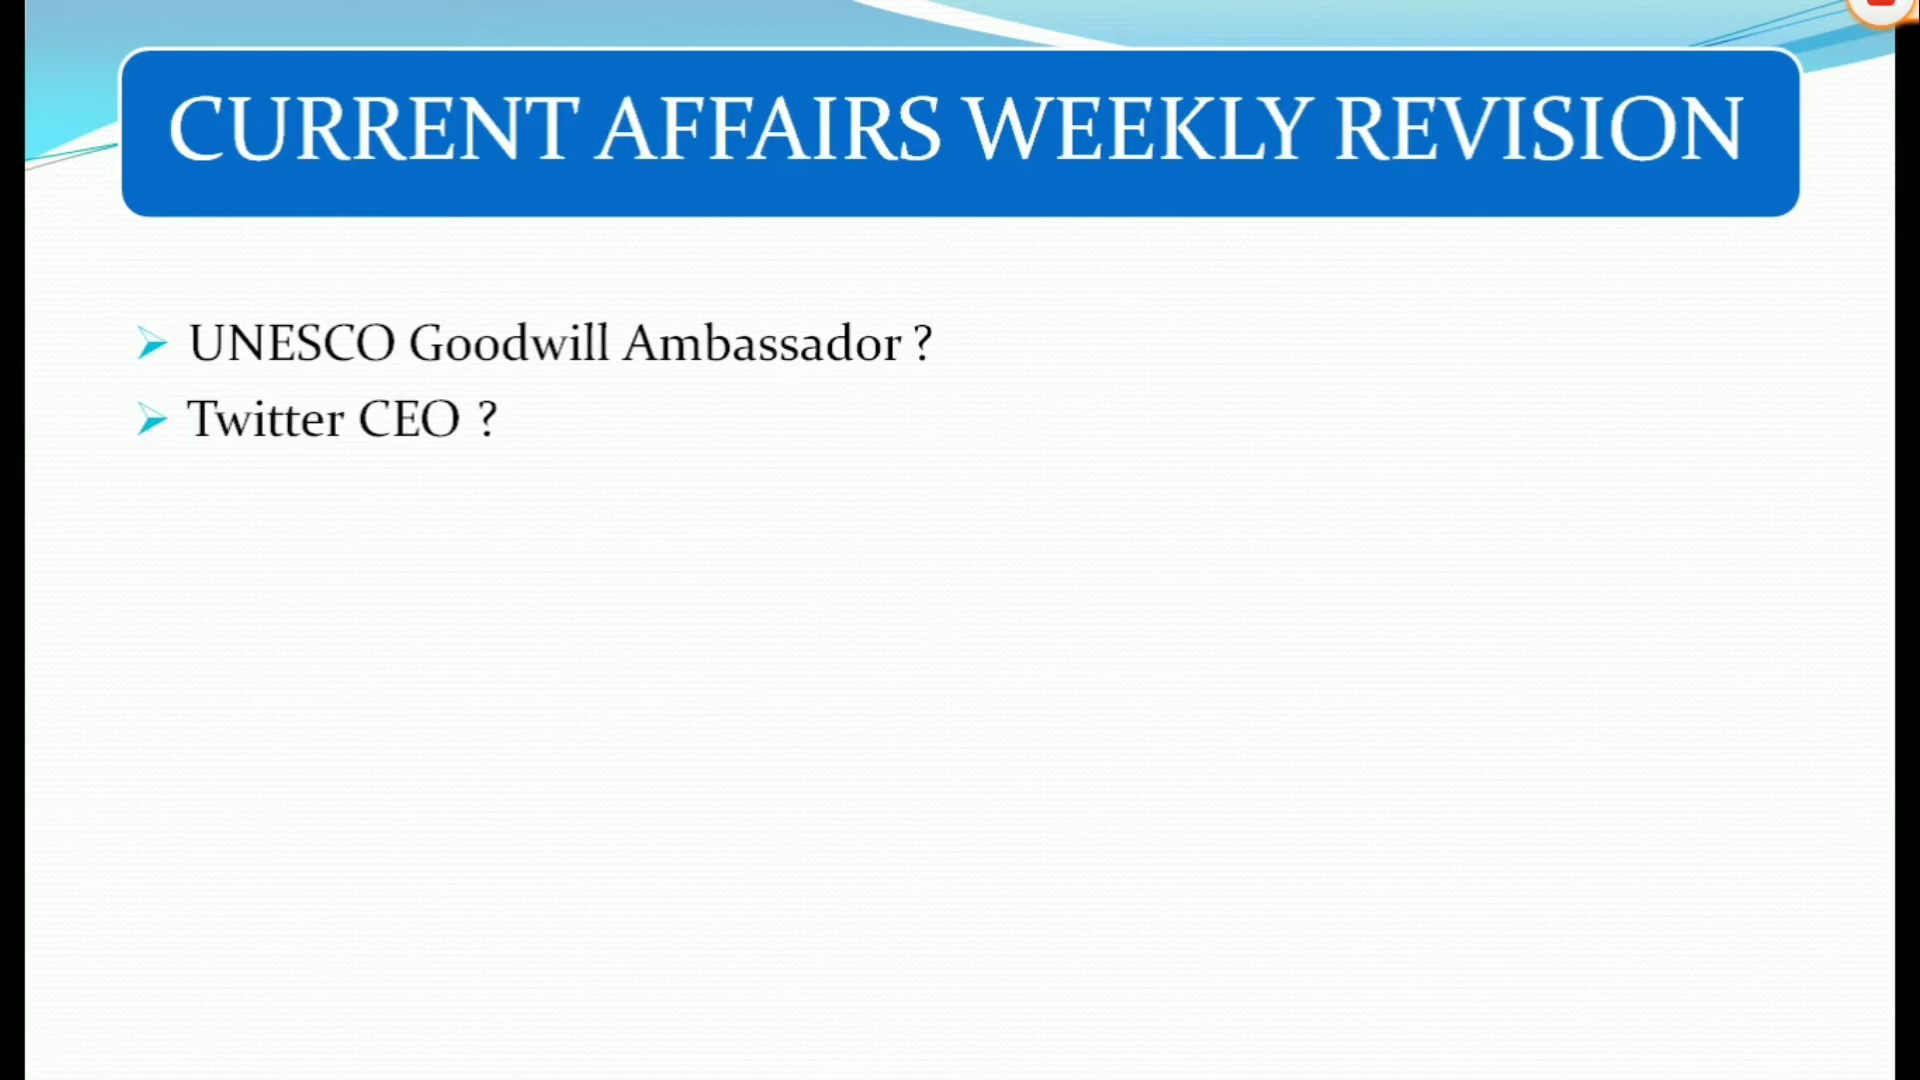 CURRENT AFFAIRS WEEKLY REVISION
UNESCO Goodwill Ambassador ?
Twitter CEO ?